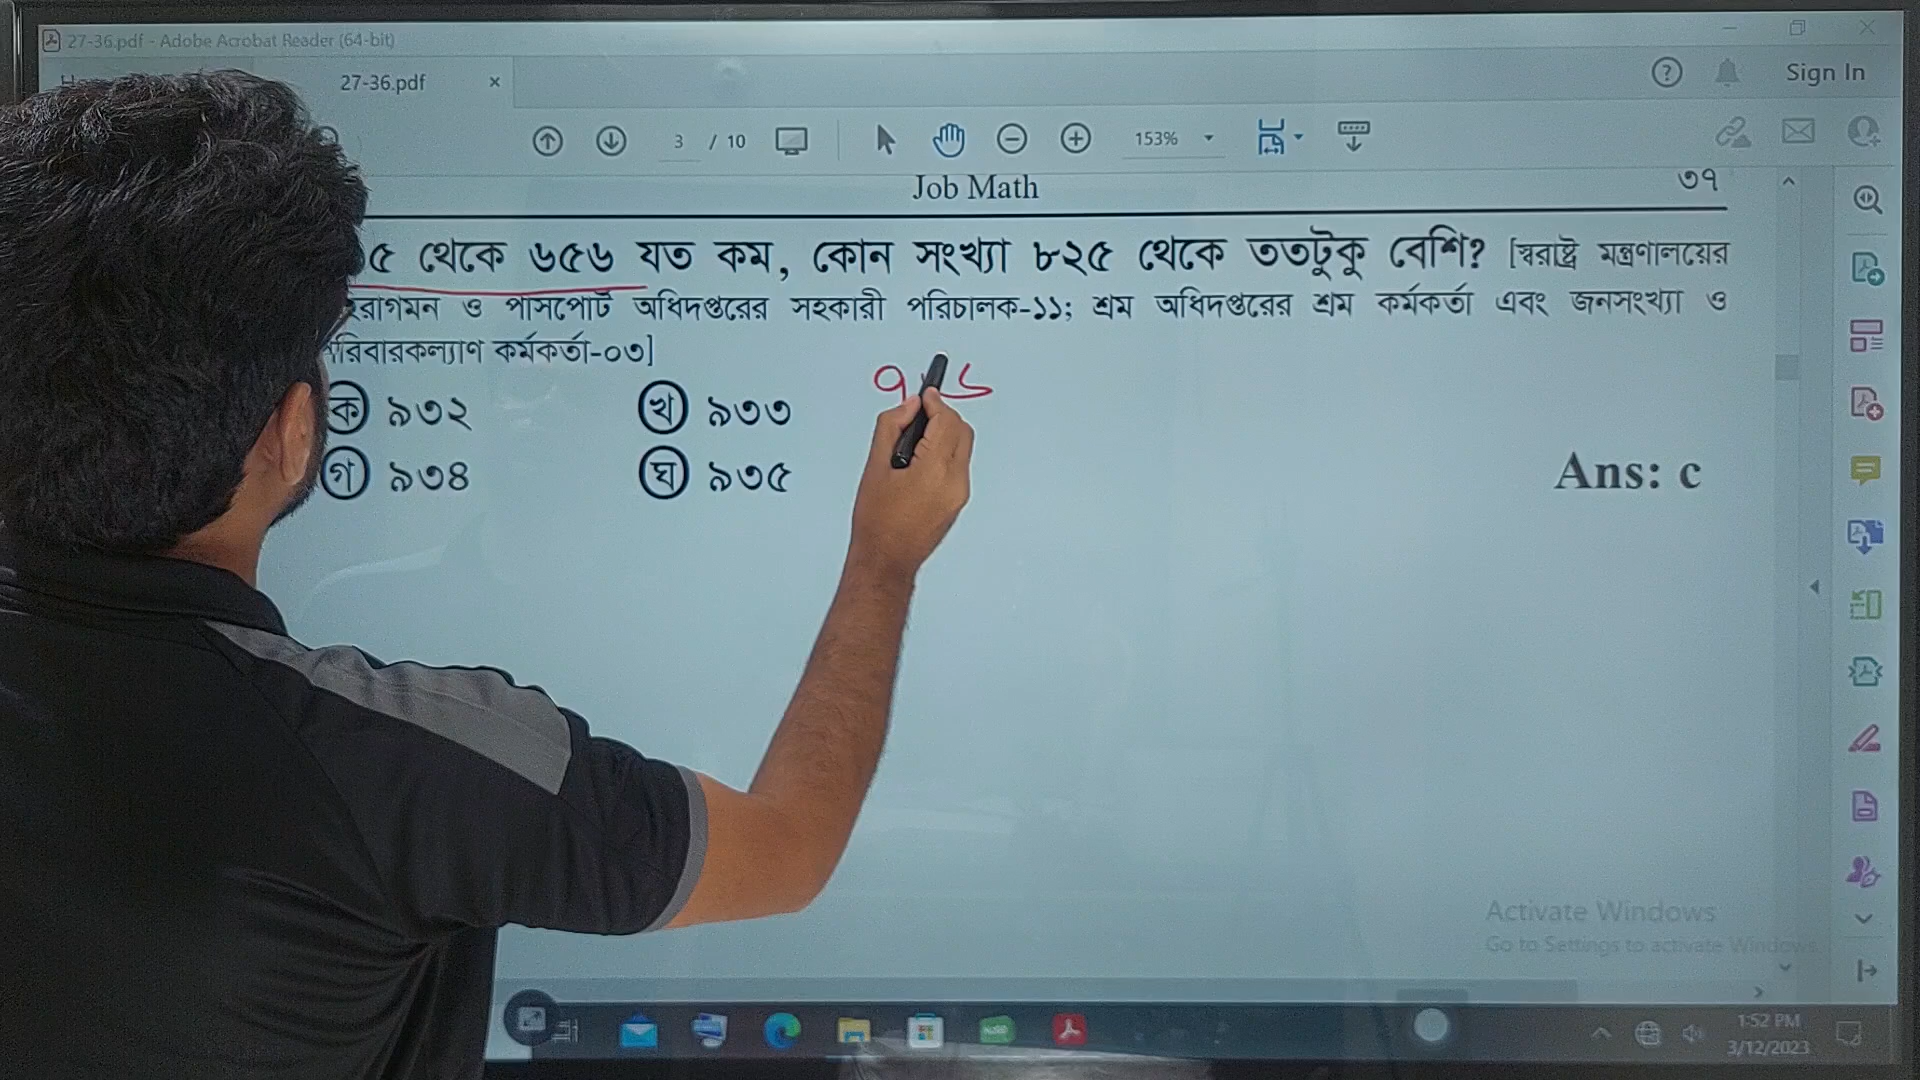 27-36.pdf - Adobe Acrobat Reader (64-bit)
27-36.pdf ×
? Sign In
3 / 10 153%
Job Math ৩৭
৫ থেকে ৬৫৬ যত কম, কোন সংখ্যা ৮২৫ থেকে ততটুকু বেশি? [স্বরাষ্ট্র মন্ত্রণালয়ের
হিরাগমন ও পাসপোর্ট অধিদপ্তরের সহকারী পরিচালক-১১; শ্রম অধিদপ্তরের শ্রম কর্মকর্তা এবং জনসংখ্যা ও
পরিবারকল্যাণ কর্মকর্তা-০৩]
ক ৯৩২ খ ৯৩৩
গ ৯৩৪ ঘ ৯৩৫
Ans: c
Activate Windows
Go to Settings to activate Windows.
1:52 PM
3/12/2023